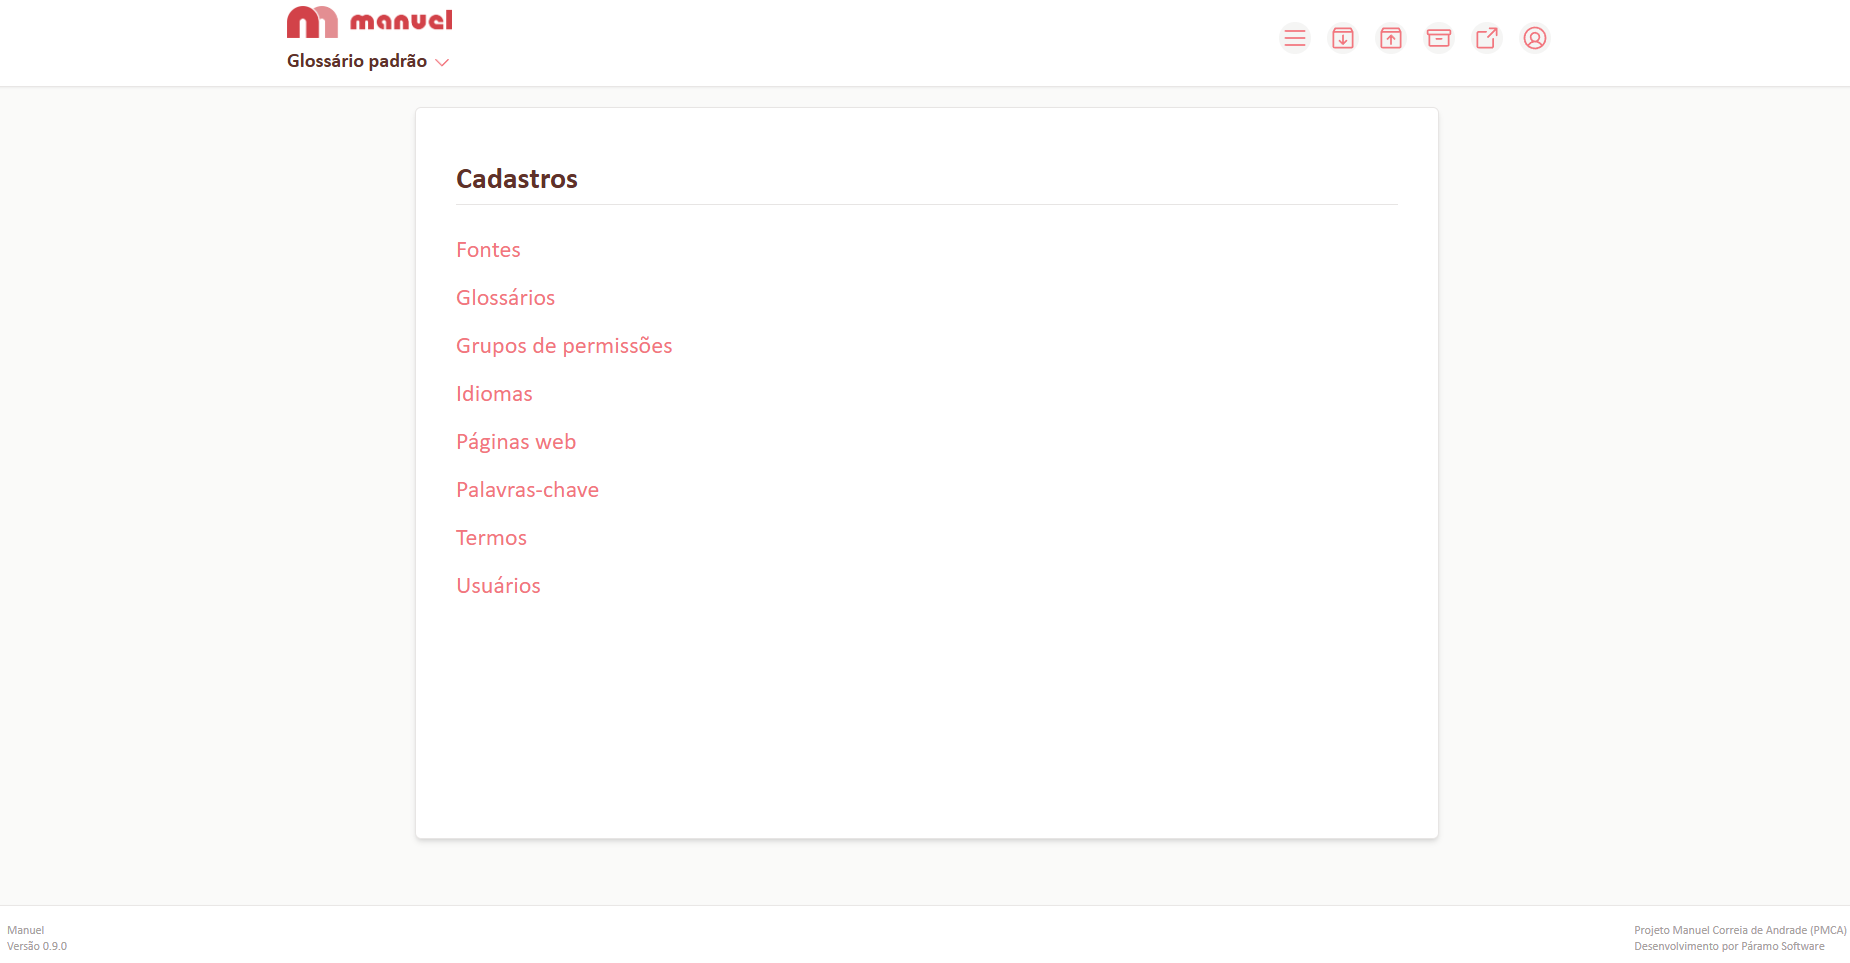 manuel
Glossário padrão
Cadastros
Fontes
Glossários
Grupos de permissões
Idiomas
Páginas web
Palavras-chave
Termos
Usuários
Manuel
Versão 0.9.0
Projeto Manuel Correia de Andrade (PMCA)
Desenvolvimento por Páramo Software